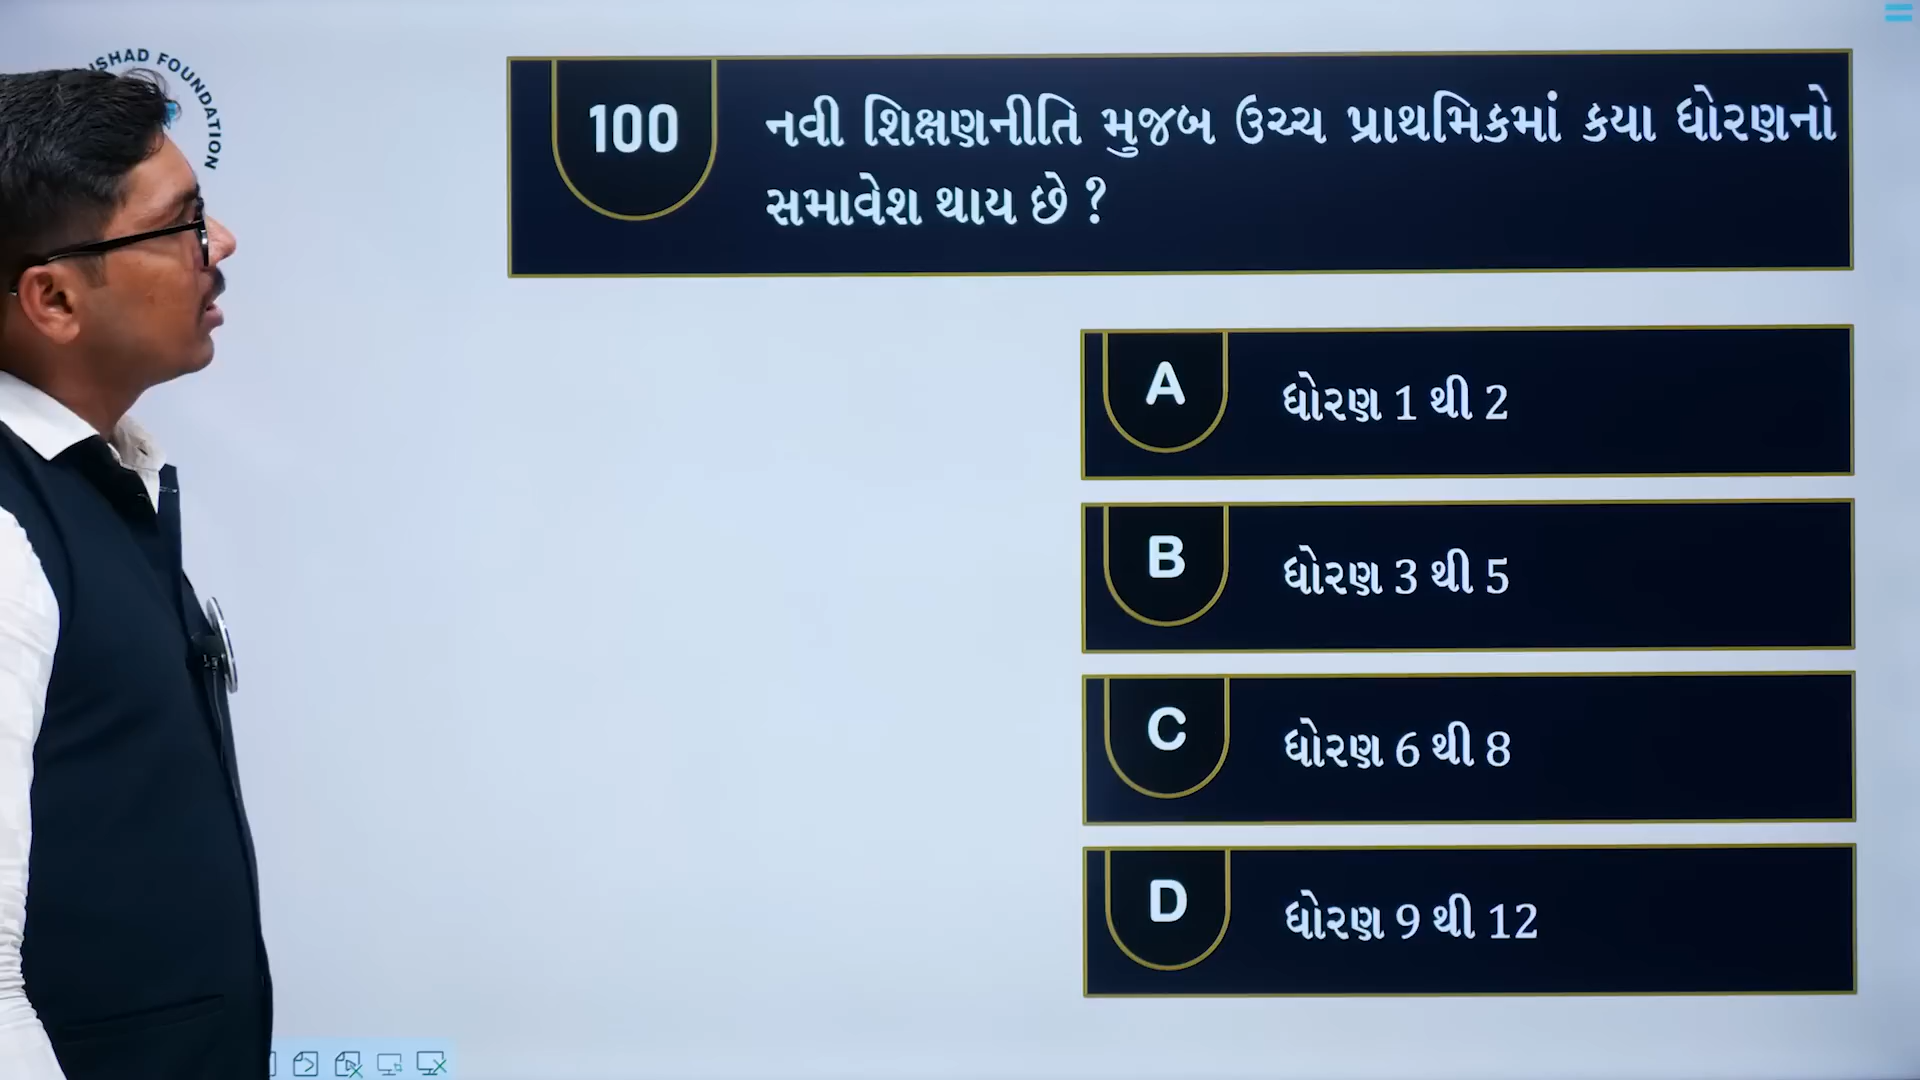 FOUNDATION
100
નવી શિક્ષણનીતિ મુજબ ઉચ્ચ પ્રાથમિકમાં કયા ધોરણનો
સમાવેશ થાય છે ?
A ધોરણ 1 થી 2
B ધોરણ 3 થી 5
C ધોરણ 6 થી 8
D ધોરણ 9 થી 12